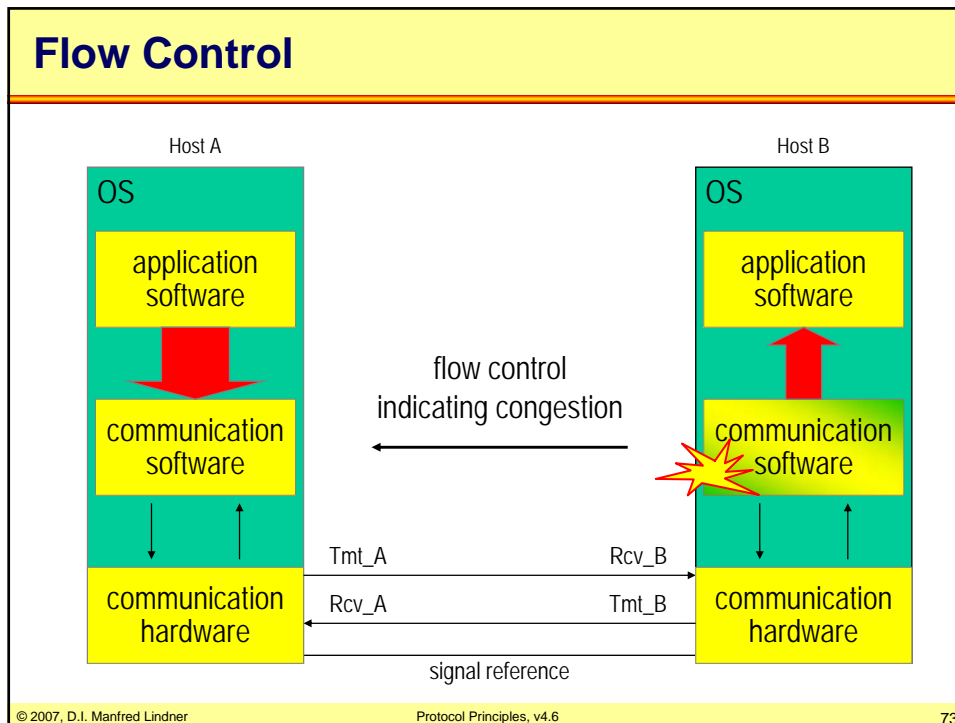 Flow Control
Host A
Host B
OS
OS
application
software
application
software
flow control
indicating congestion
communication
software
communication
software
Tmt_A
Rcv_B
communication
hardware
Rcv_A
Tmt_B
communication
hardware
signal reference
© 2007, D.I. Manfred Lindner
Protocol Principles, v4.6
73